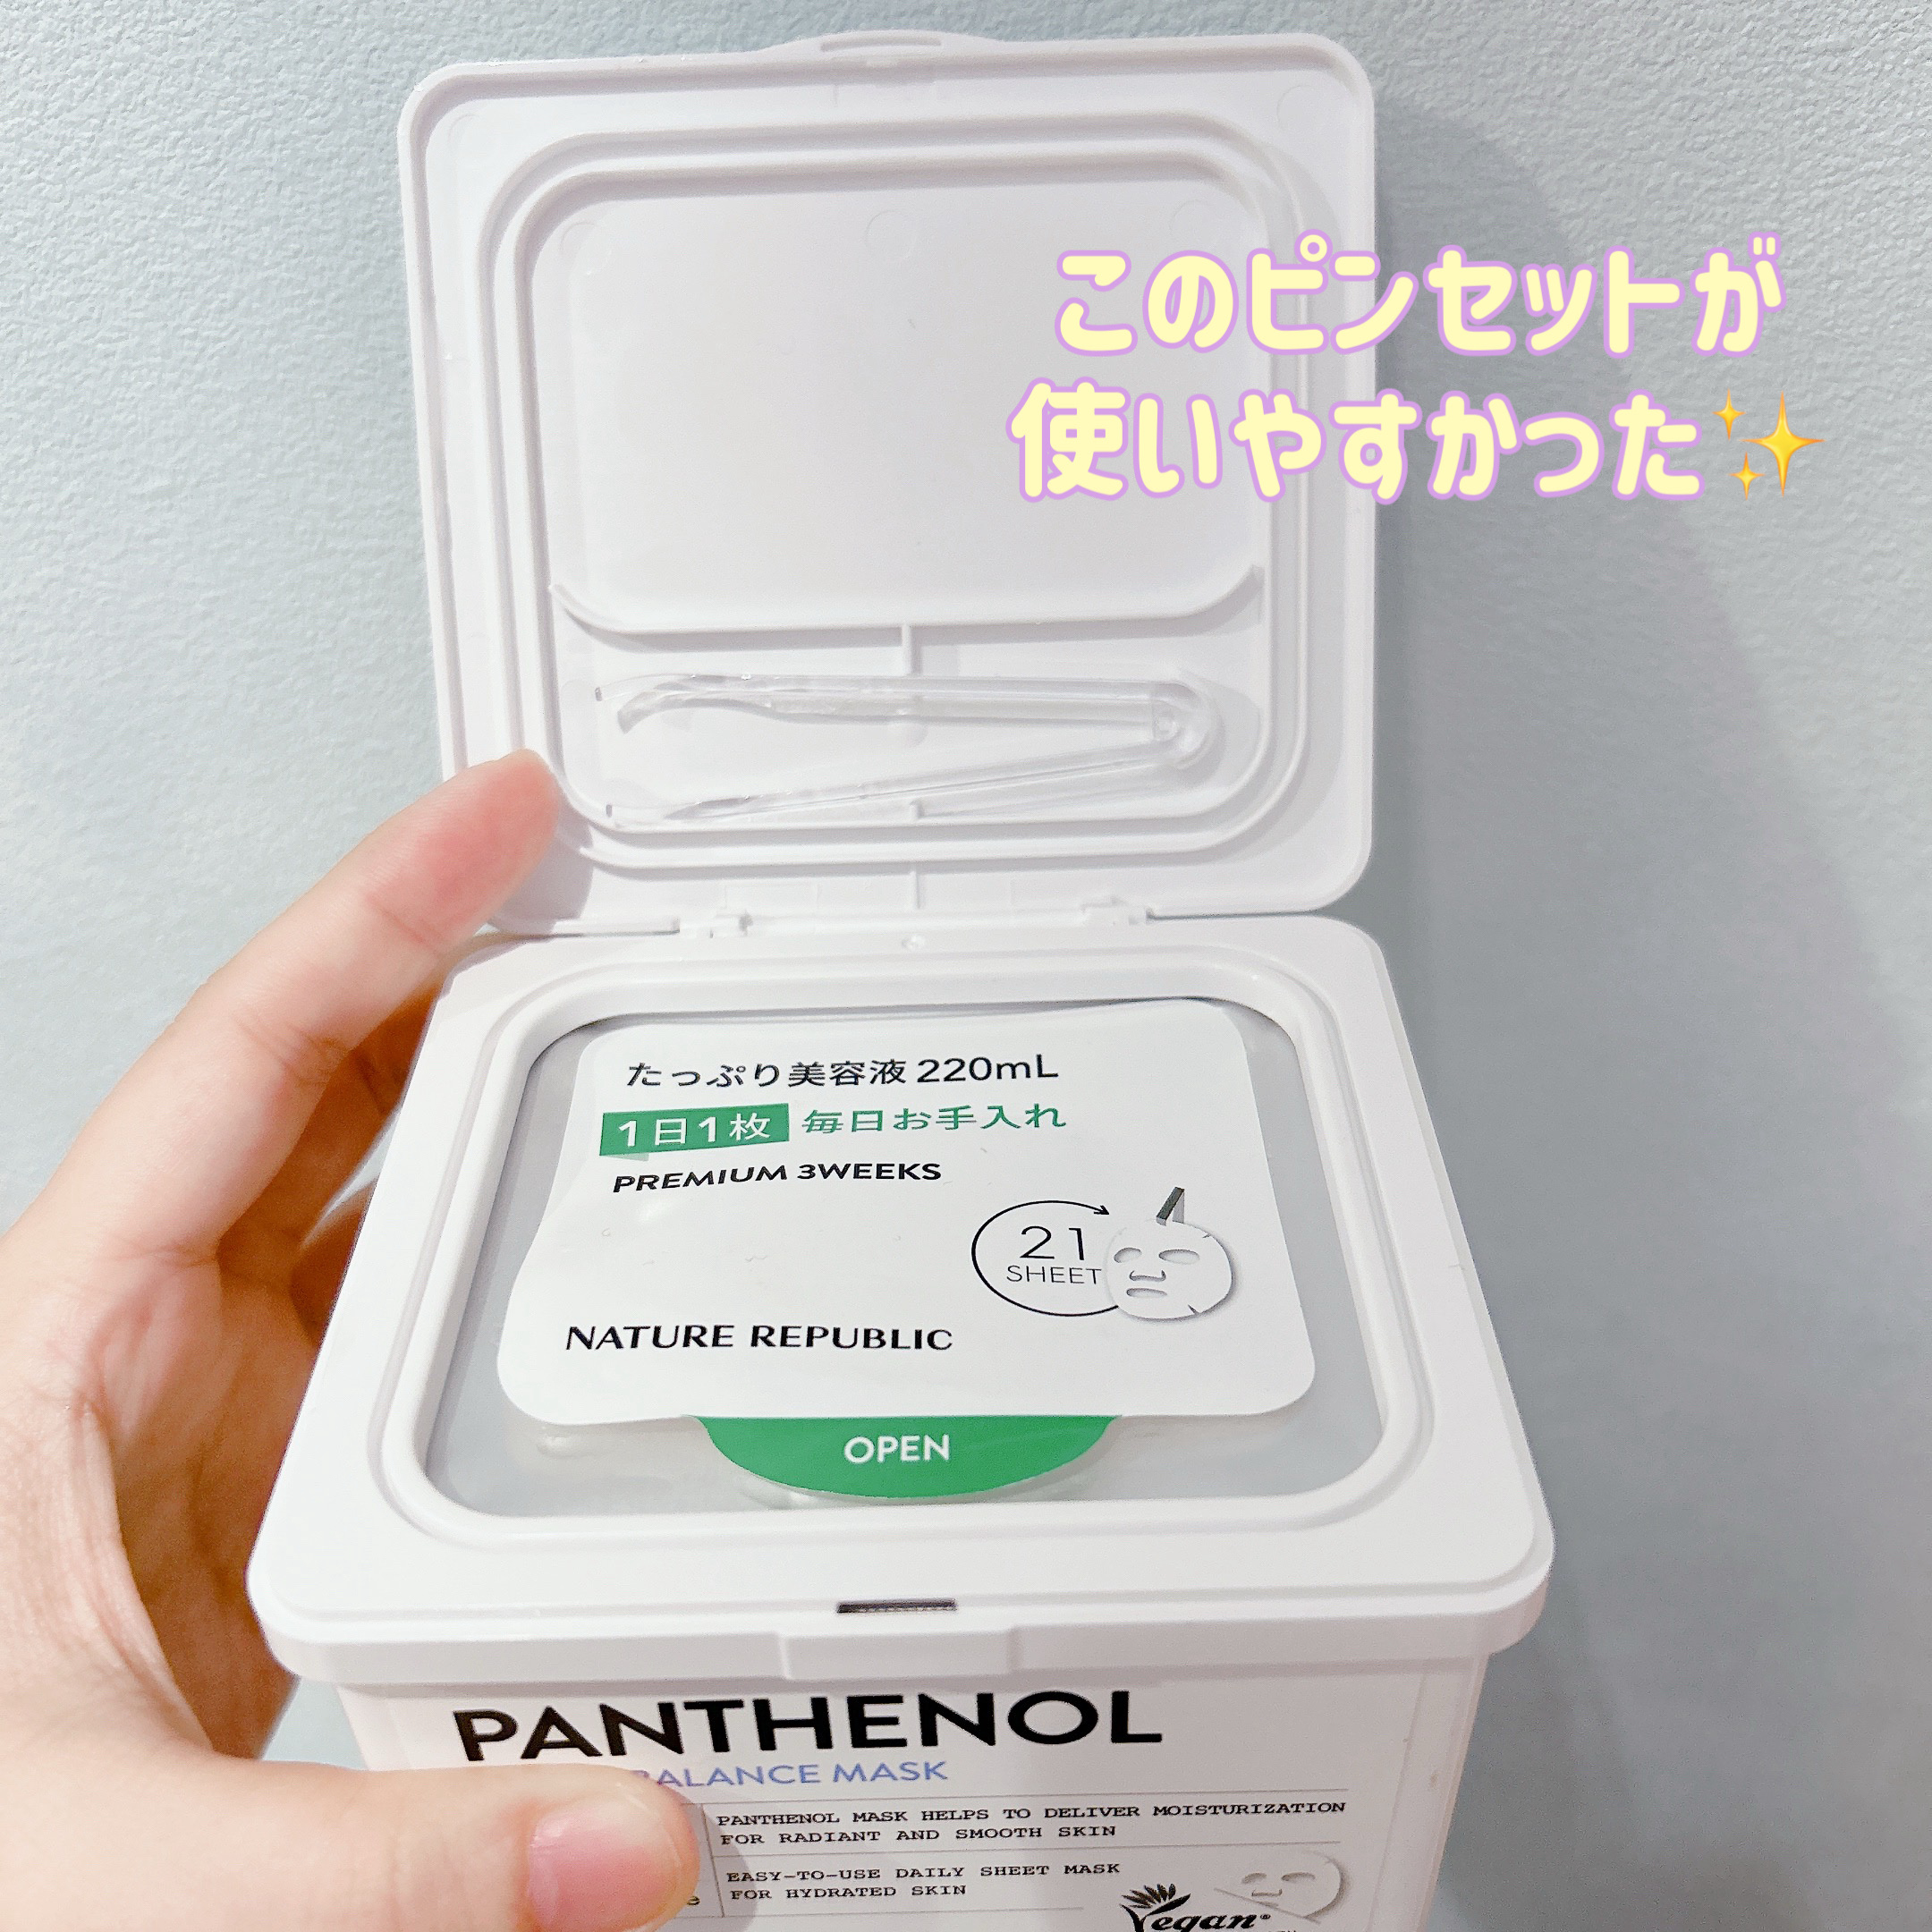 このピンセットが
使いやすかった✨
たっぷり美容液 220mL
1日1枚 毎日お手入れ
PREMIUM 3WEEKS
21
SHEET
NATURE REPUBLIC
OPEN
PANTHENOL
BALANCE MASK
PANTHENOL MASK HELPS TO DELIVER MOISTURIZATION
FOR RADIANT AND SMOOTH SKIN
EASY-TO-USE DAILY SHEET MASK
FOR HYDRATED SKIN
Vegan